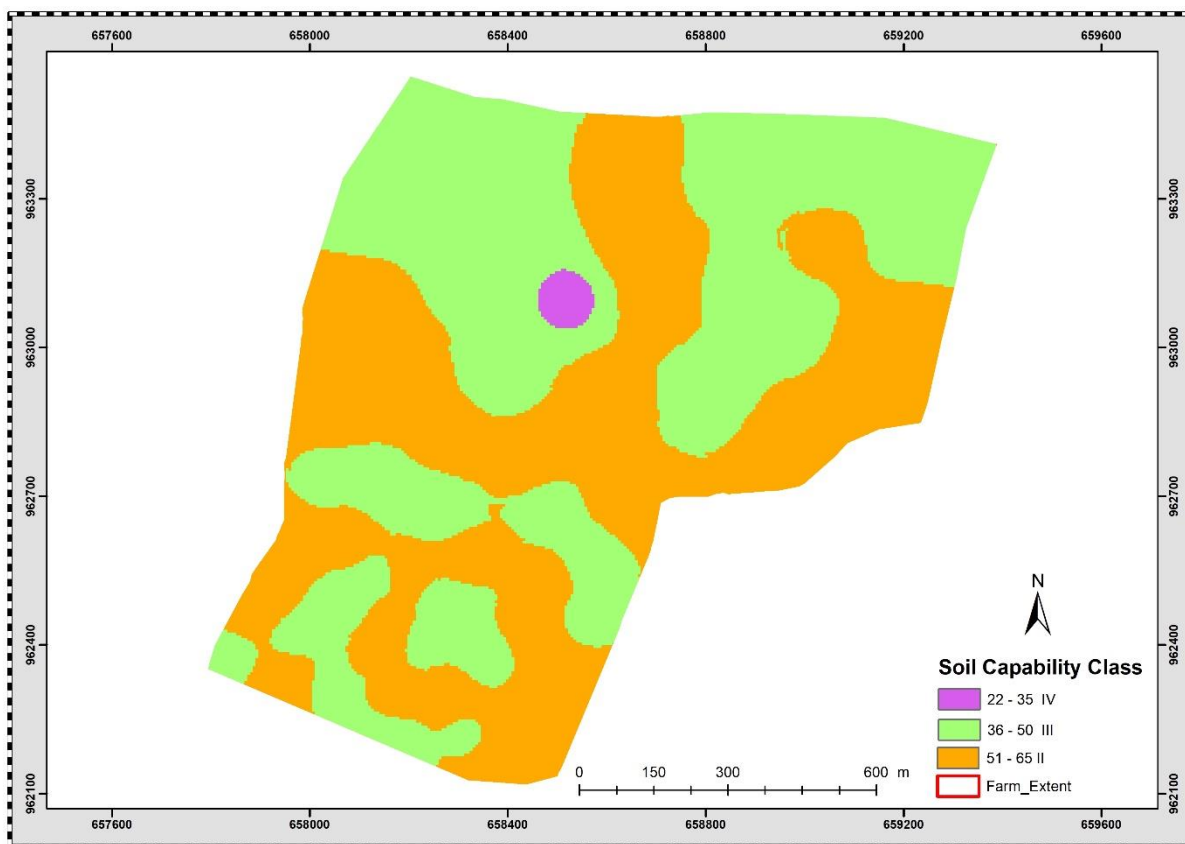 657600 658000 658400 658800 659200 659600
963300 963300
963000 963000
962700 962700
962400 962400
962100 962100
N
Soil Capability Class
22 - 35 IV
36 - 50 III
51 - 65 II
Farm_Extent
0 150 300 600 m
657600 658000 658400 658800 659200 659600